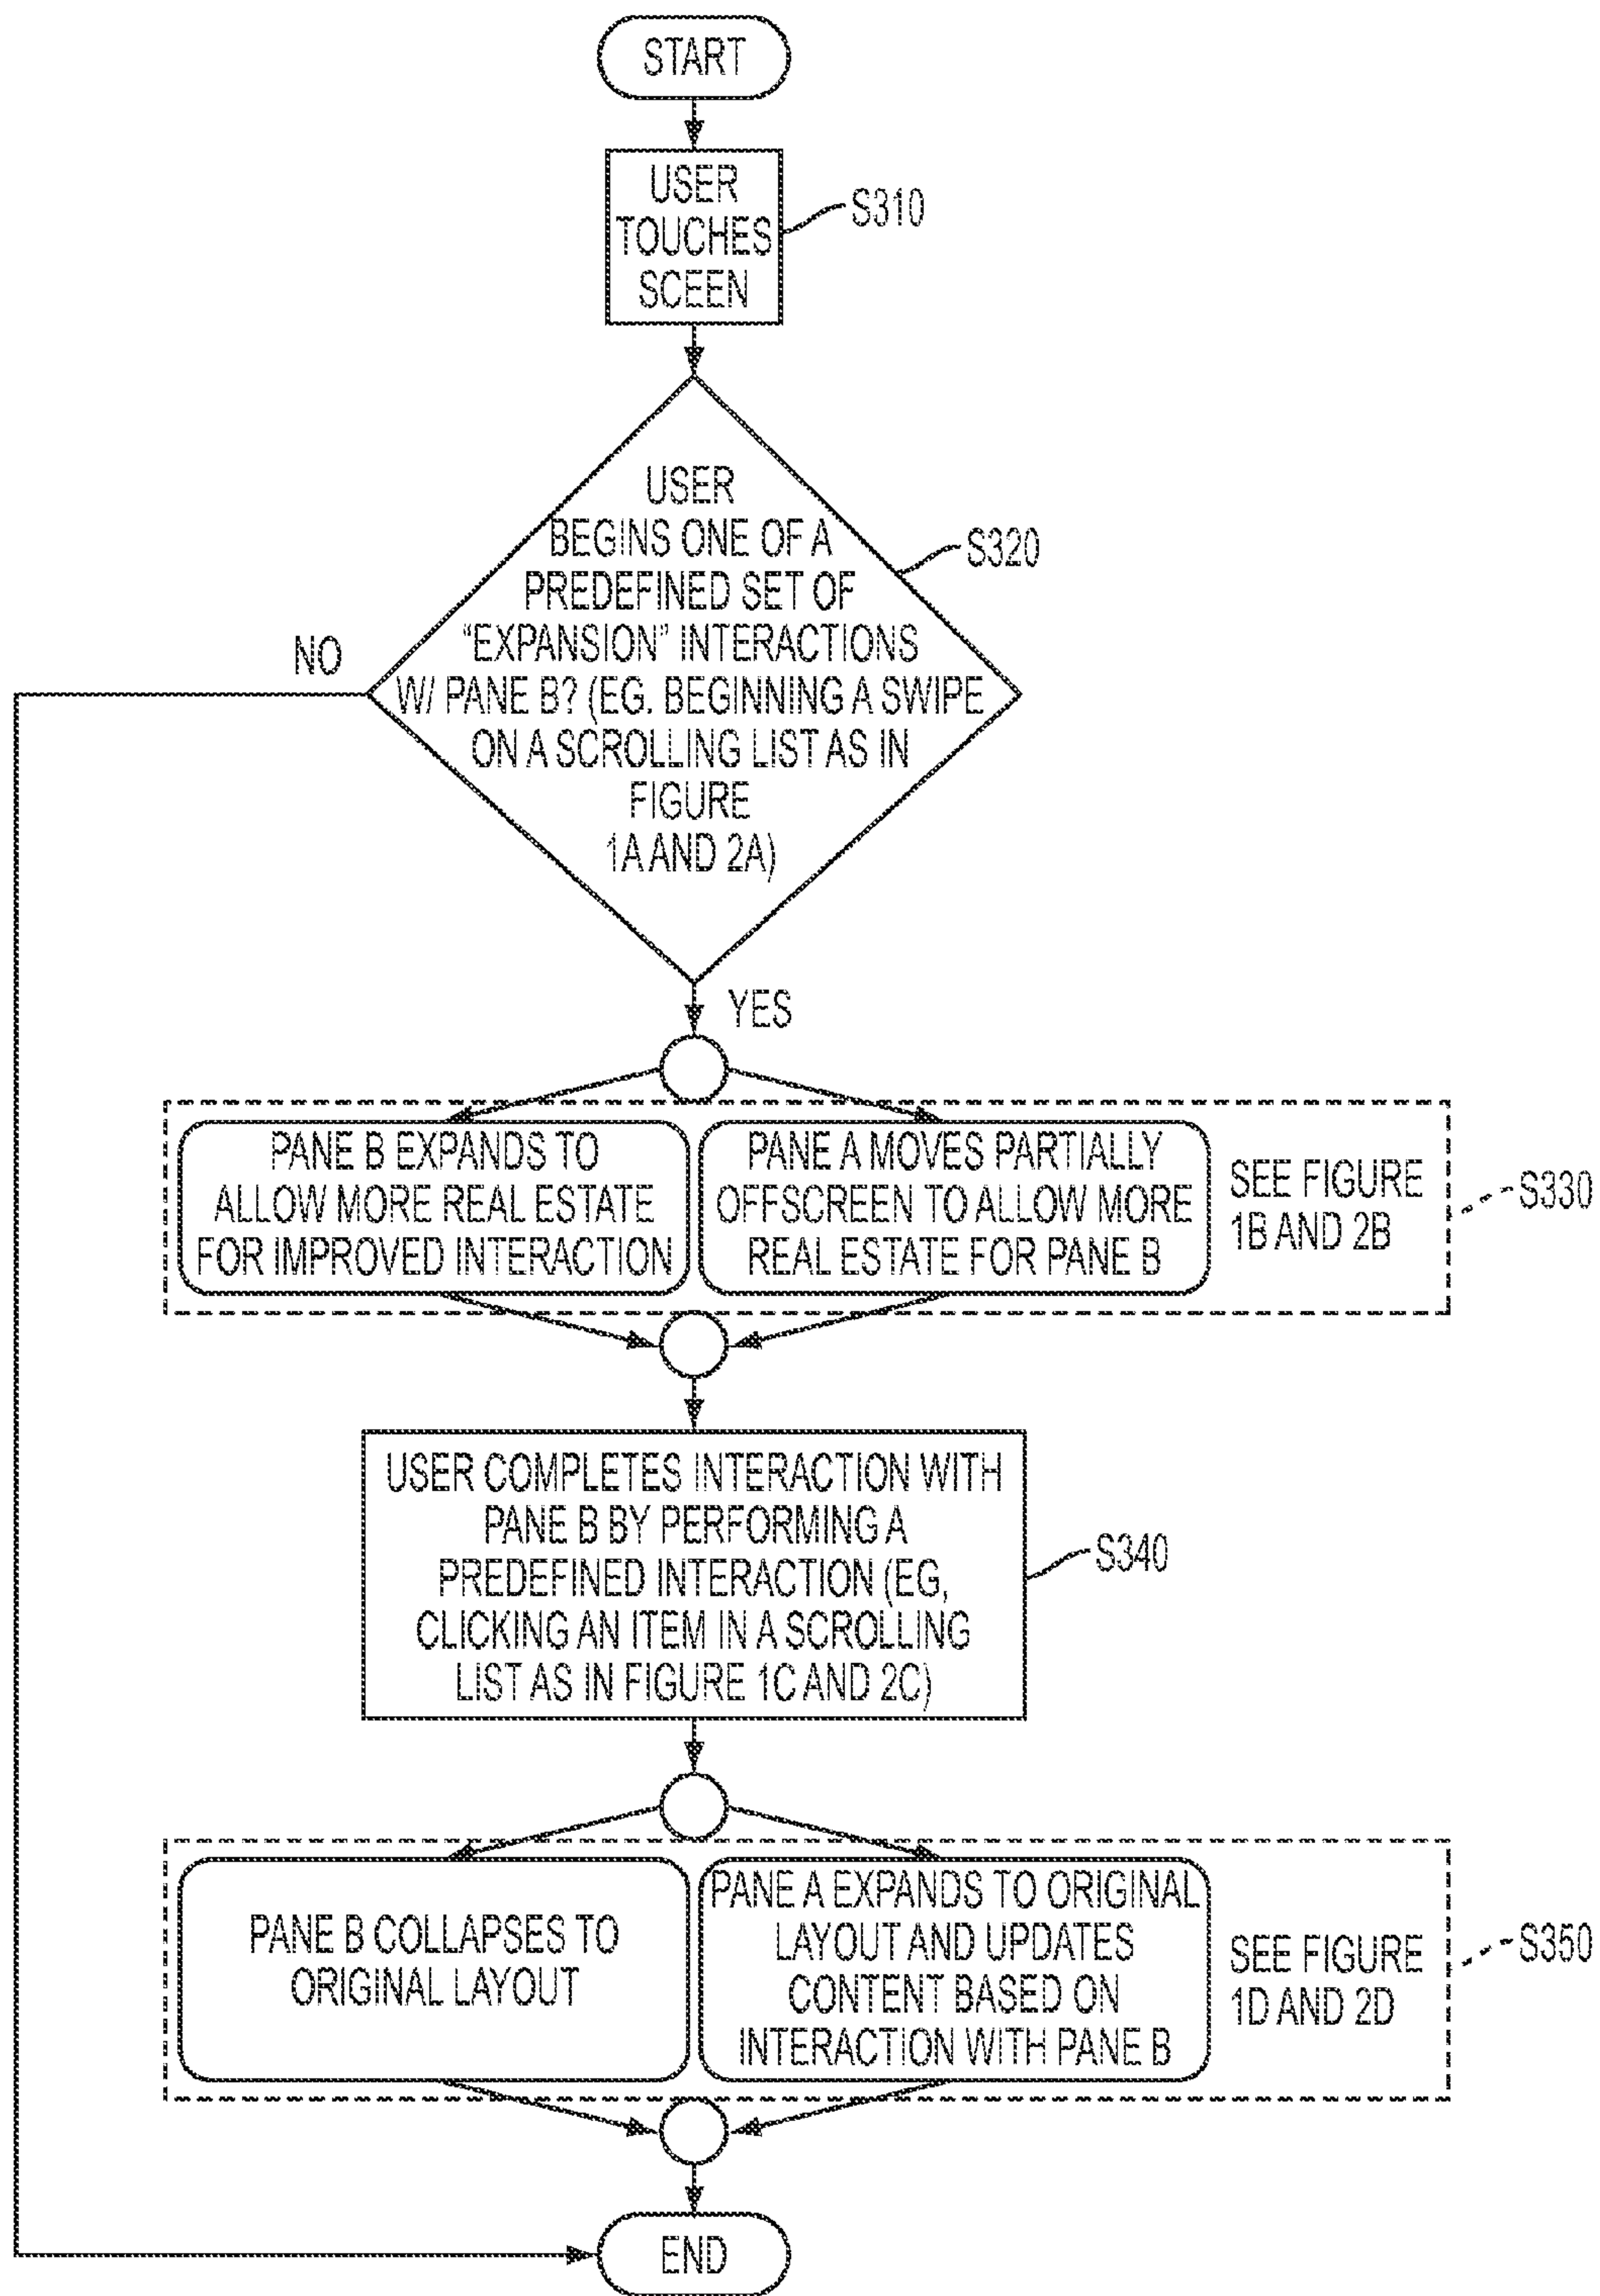 START
USER
TOUCHES
SCEEN
S310
USER
BEGINS ONE OF A
PREDEFINED SET OF
“EXPANSION” INTERACTIONS
W/ PANE B? (EG. BEGINNING A SWIPE
ON A SCROLLING LIST AS IN
FIGURE
1A AND 2A)
S320
NO
YES
PANE B EXPANDS TO
ALLOW MORE REAL ESTATE
FOR IMPROVED INTERACTION
PANE A MOVES PARTIALLY
OFFSCREEN TO ALLOW MORE
REAL ESTATE FOR PANE B
SEE FIGURE
1B AND 2B
S330
USER COMPLETES INTERACTION WITH
PANE B BY PERFORMING A
PREDEFINED INTERACTION (EG,
CLICKING AN ITEM IN A SCROLLING
LIST AS IN FIGURE 1C AND 2C)
S340
PANE B COLLAPSES TO
ORIGINAL LAYOUT
PANE A EXPANDS TO ORIGINAL
LAYOUT AND UPDATES
CONTENT BASED ON
INTERACTION WITH PANE B
SEE FIGURE
1D AND 2D
S350
END